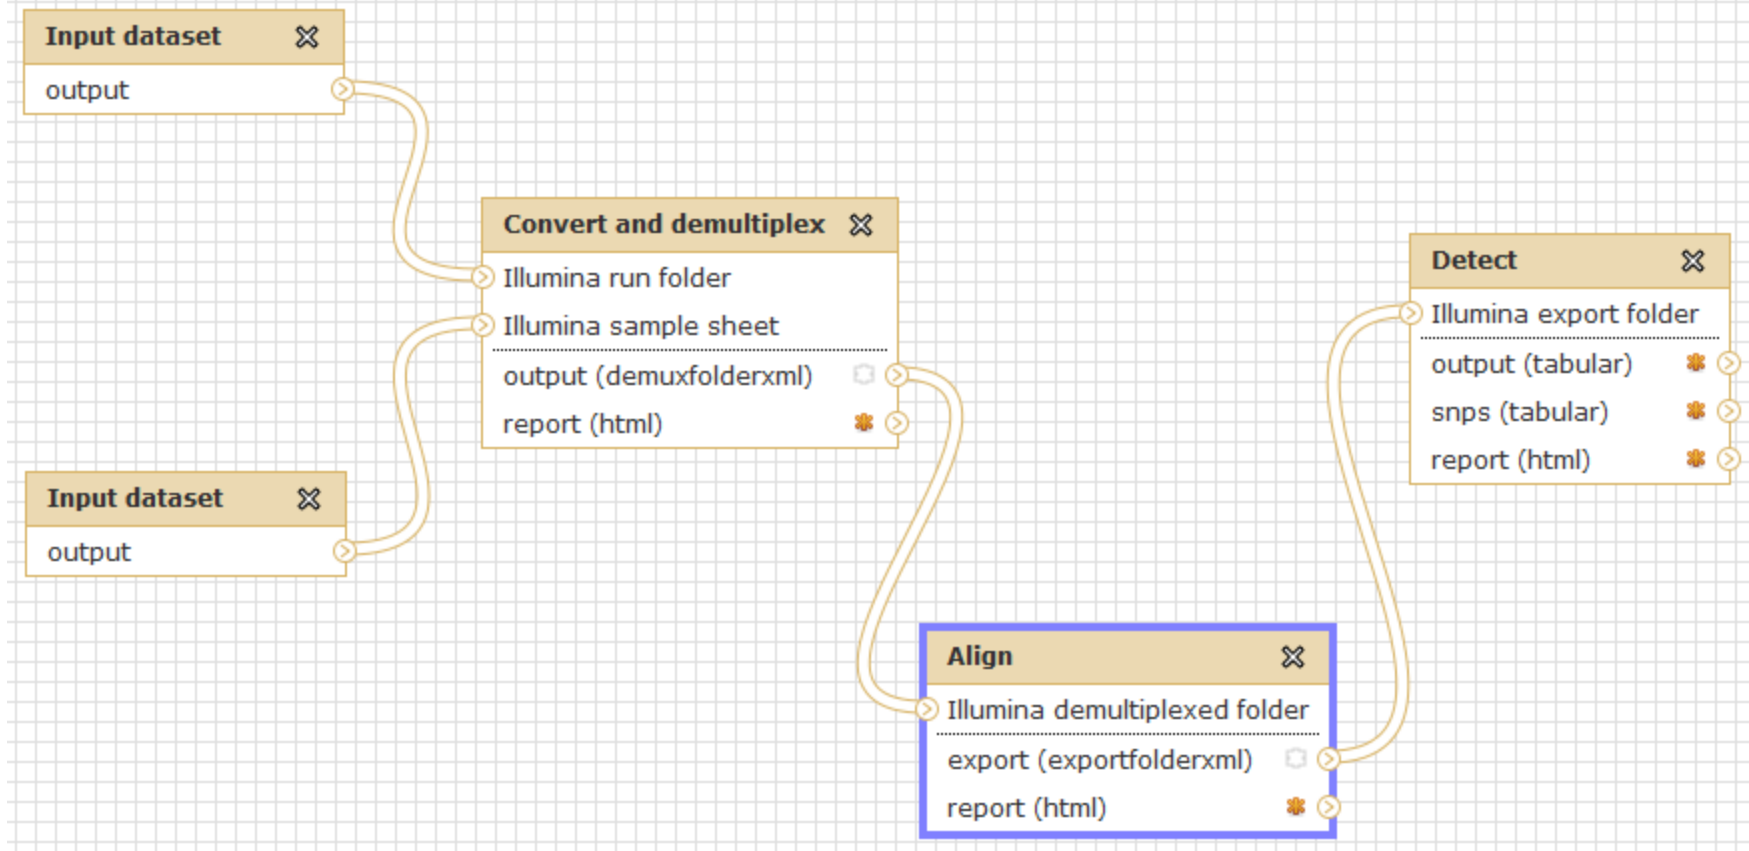 Input dataset
output
Convert and demultiplex
Illumina run folder
Illumina sample sheet
output (demuxfolderxml)
report (html)
Input dataset
output
Align
Illumina demultiplexed folder
export (exportfolderxml)
report (html)
Detect
Illumina export folder
output (tabular)
snps (tabular)
report (html)